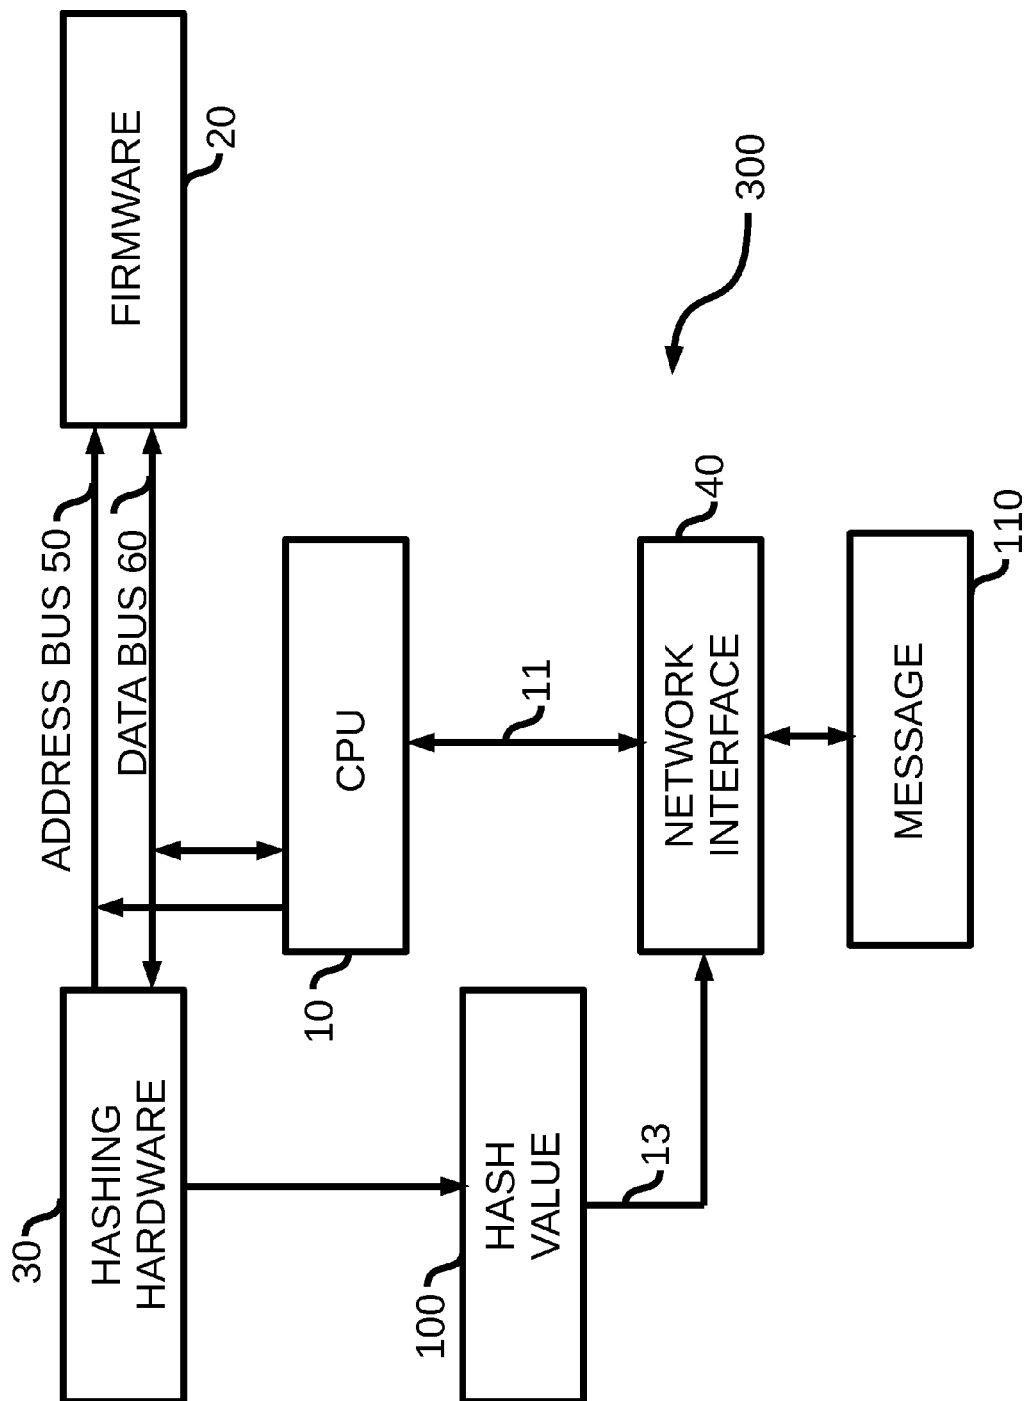 30
HASHING
HARDWARE
ADDRESS BUS 50
DATA BUS 60
FIRMWARE
20
10
CPU
100
HASH
VALUE
11
13
NETWORK
INTERFACE
40
300
MESSAGE
110